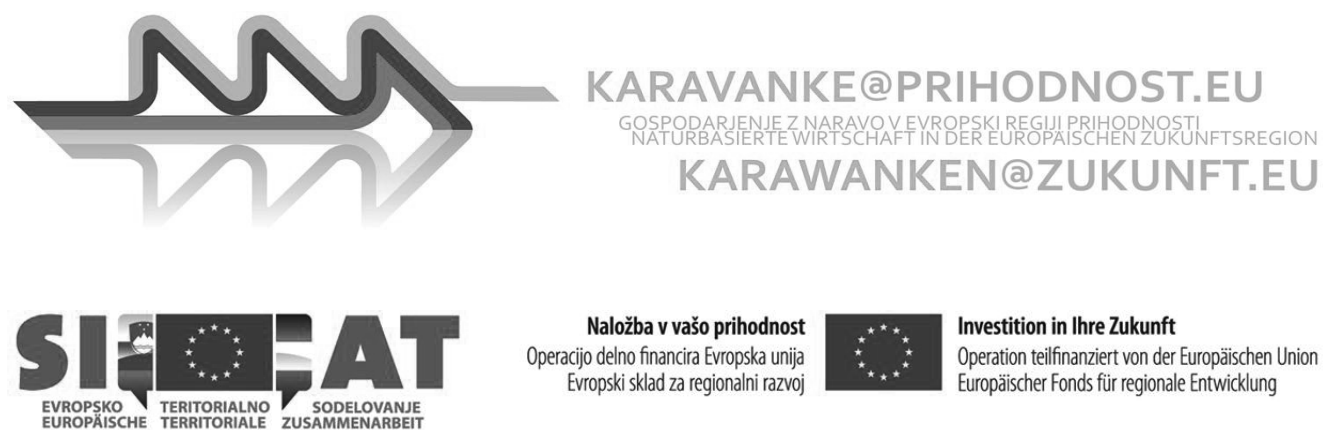 KARAVANKE@PRIHODNOST.EU
GOSPODARJENJE Z NARAVO V EVROPSKI REGIJI PRIHODNOSTI
NATURBASIERTE WIRTSCHAFT IN DER EUROPÄISCHEN ZUKUNFTSREGION
KARAWANKEN@ZUKUNFT.EU
SI AT
EVROPSKO TERITORIALNO SODELOVANJE
EUROPÄISCHE TERRITORIALE ZUSAMMENARBEIT
Naložba v vašo prihodnost
Operacijo delno financira Evropska unija
Evropski sklad za regionalni razvoj
Investition in Ihre Zukunft
Operation teilfinanziert von der Europäischen Union
Europäischer Fonds für regionale Entwicklung